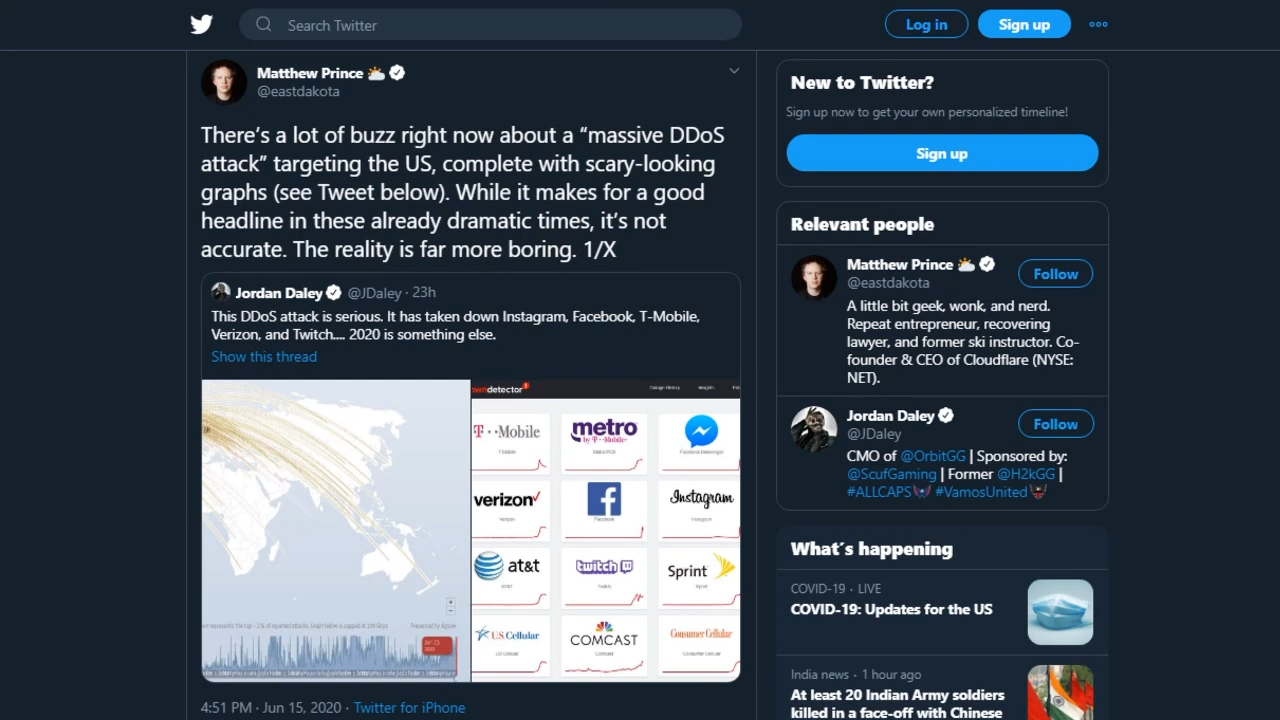 Search Twitter
Log in
Sign up
Matthew Prince
@eastdakota
There's a lot of buzz right now about a “massive DDoS
attack” targeting the US, complete with scary-looking
graphs (see Tweet below). While it makes for a good
headline in these already dramatic times, it's not
accurate. The reality is far more boring. 1/X
Jordan Daley @JDaley · 23h
This DDoS attack is serious. It has taken down Instagram, Facebook, T-Mobile,
Verizon, and Twitch.... 2020 is something else.
Show this thread
detector
T··Mobile
metro
by T-Mobile
verizon
Instagram
at&t
twitch
Sprint
U.S. Cellular
COMCAST
Consumer Cellular
4:51 PM · Jun 15, 2020 · Twitter for iPhone
New to Twitter?
Sign up now to get your own personalized timeline!
Sign up
Relevant people
Matthew Prince
Follow
@eastdakota
A little bit geek, wonk, and nerd.
Repeat entrepreneur, recovering
lawyer, and former ski instructor. Co-
founder & CEO of Cloudflare (NYSE:
NET).
Jordan Daley
Follow
@JDaley
CMO of @OrbitGG | Sponsored by:
@ScufGaming | Former @H2kGG |
#ALLCAPS #VamosUnited
What´s happening
COVID-19 · LIVE
COVID-19: Updates for the US
India news · 1 hour ago
At least 20 Indian Army soldiers
killed in a face-off with Chinese